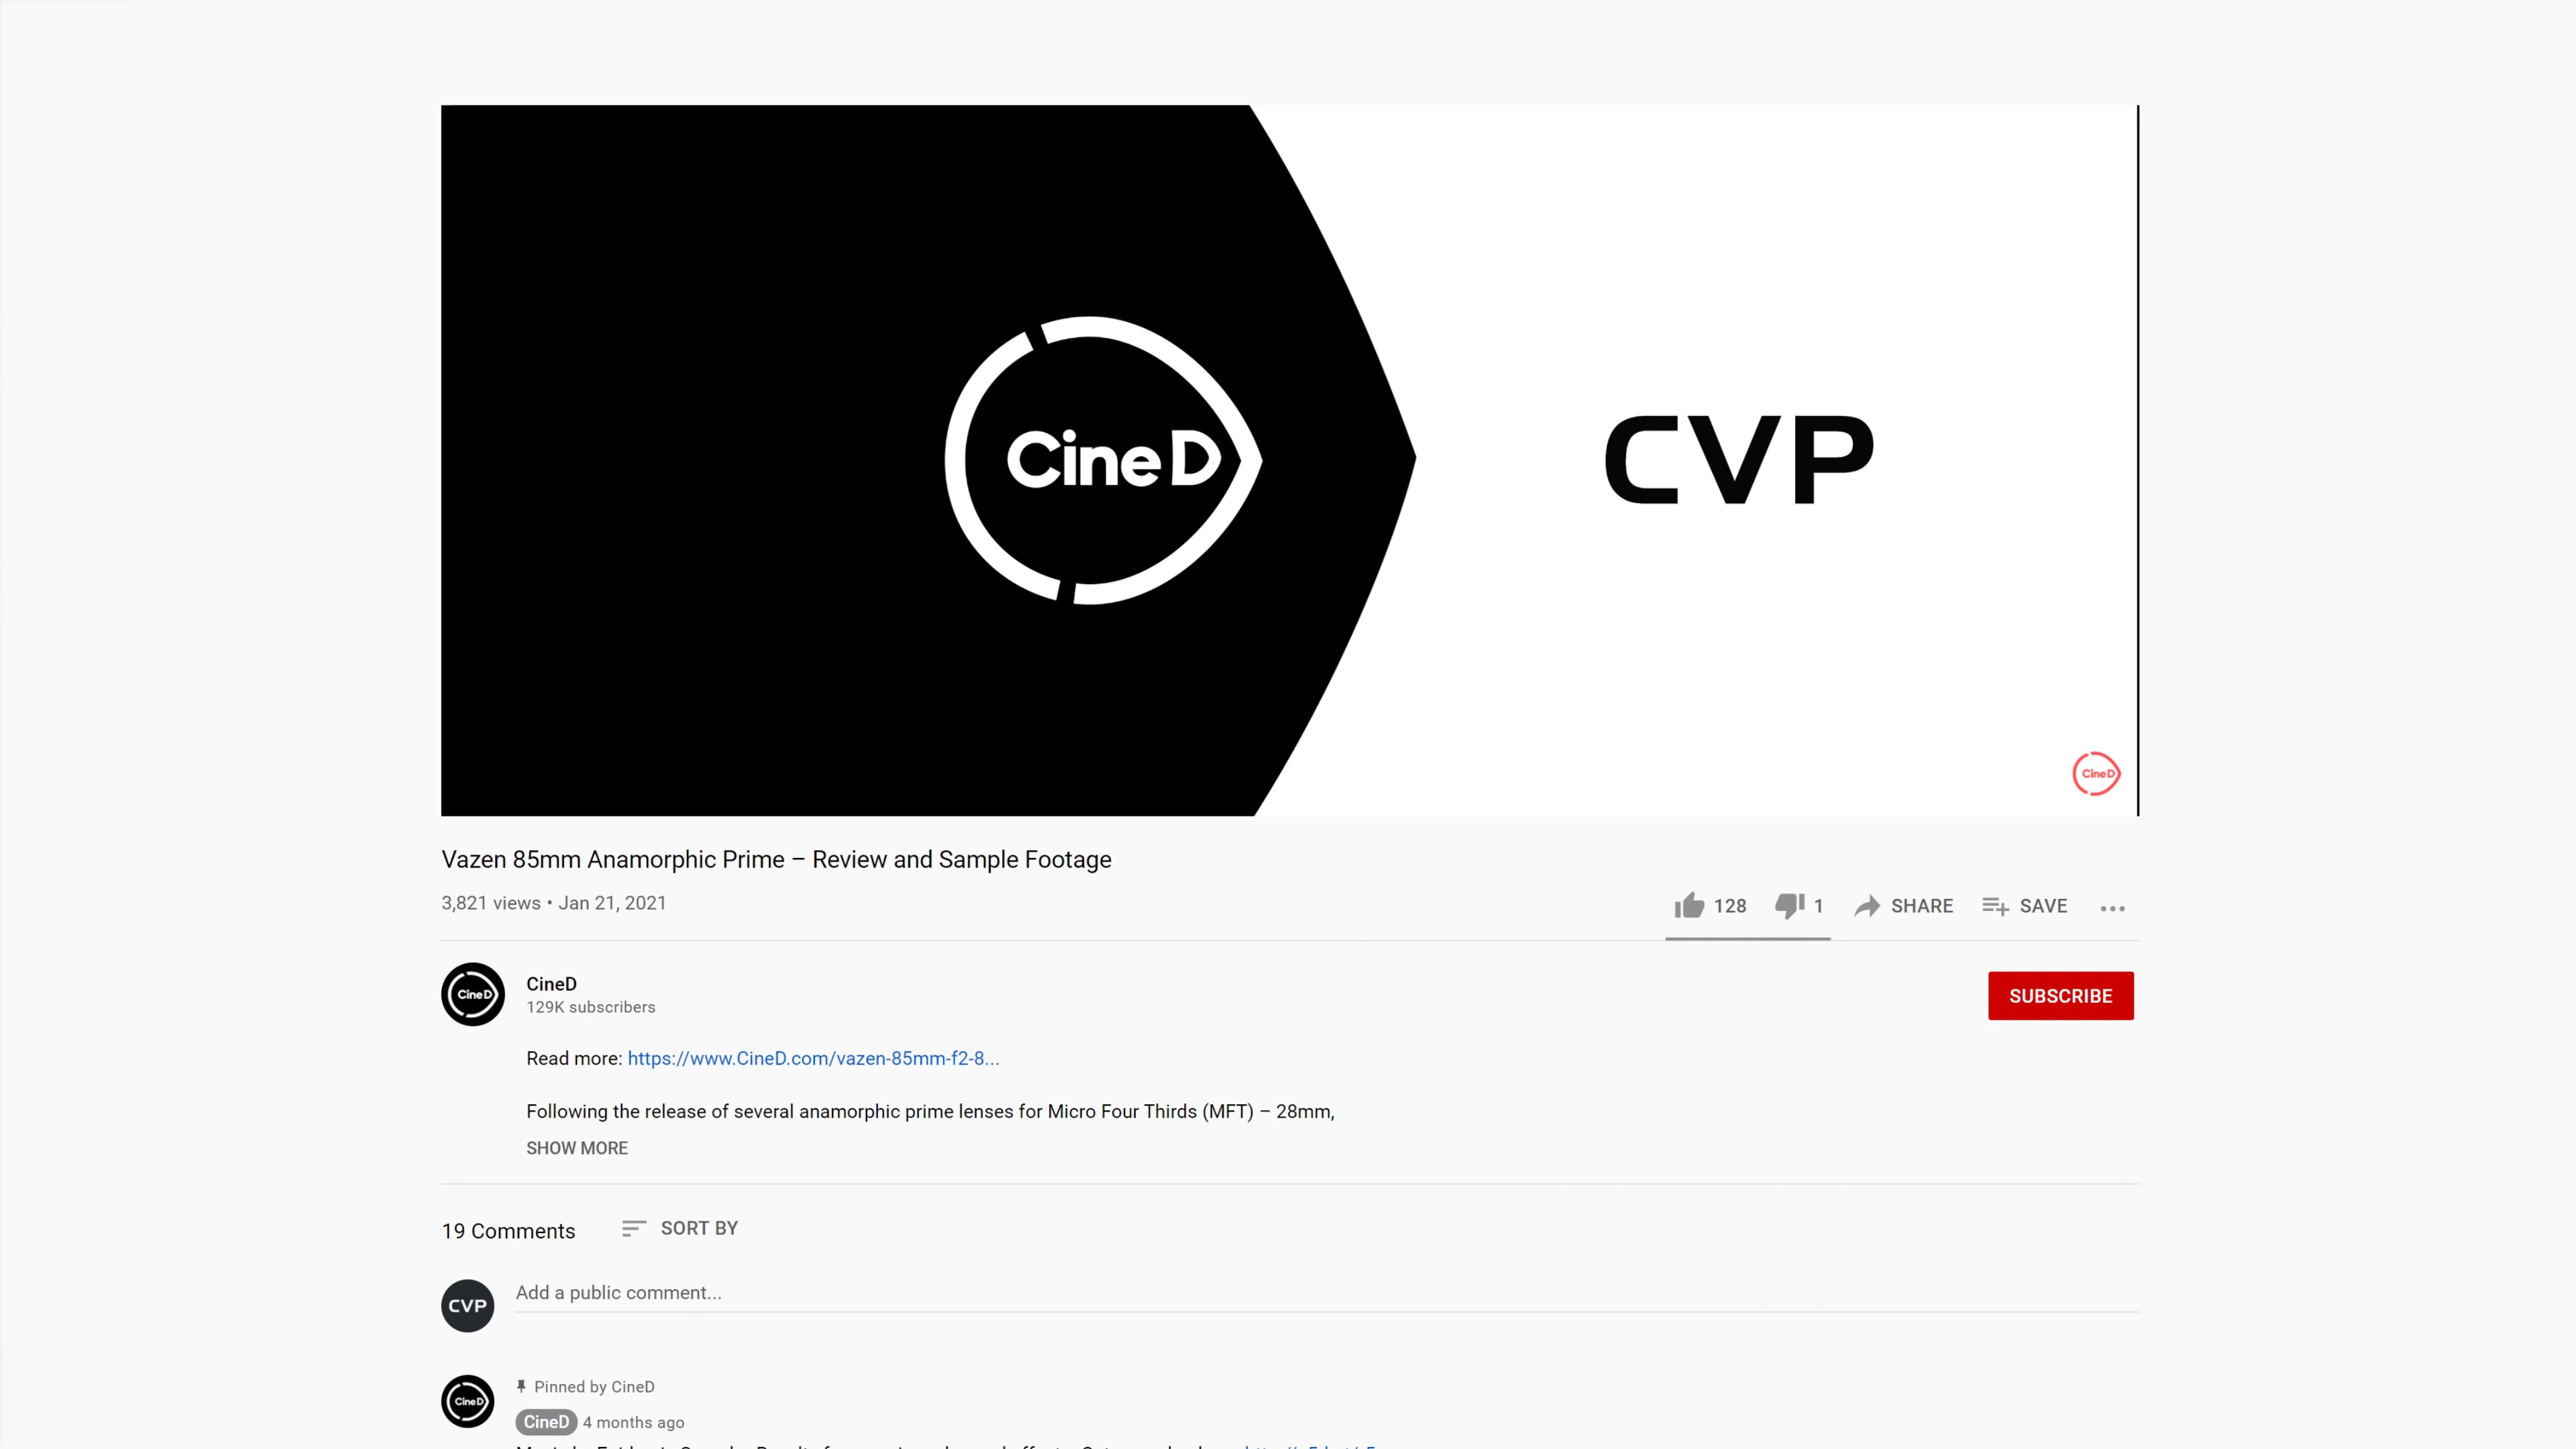 CineD
CVP
CineD
Vazen 85mm Anamorphic Prime – Review and Sample Footage
3,821 views • Jan 21, 2021
128 1 SHARE SAVE ...
CineD
CineD
129K subscribers
SUBSCRIBE
Read more: https://www.CineD.com/vazen-85mm-f2-8...
Following the release of several anamorphic prime lenses for Micro Four Thirds (MFT) – 28mm,
SHOW MORE
19 Comments SORT BY
CVP
Add a public comment...
CineD
Pinned by CineD
CineD 4 months ago